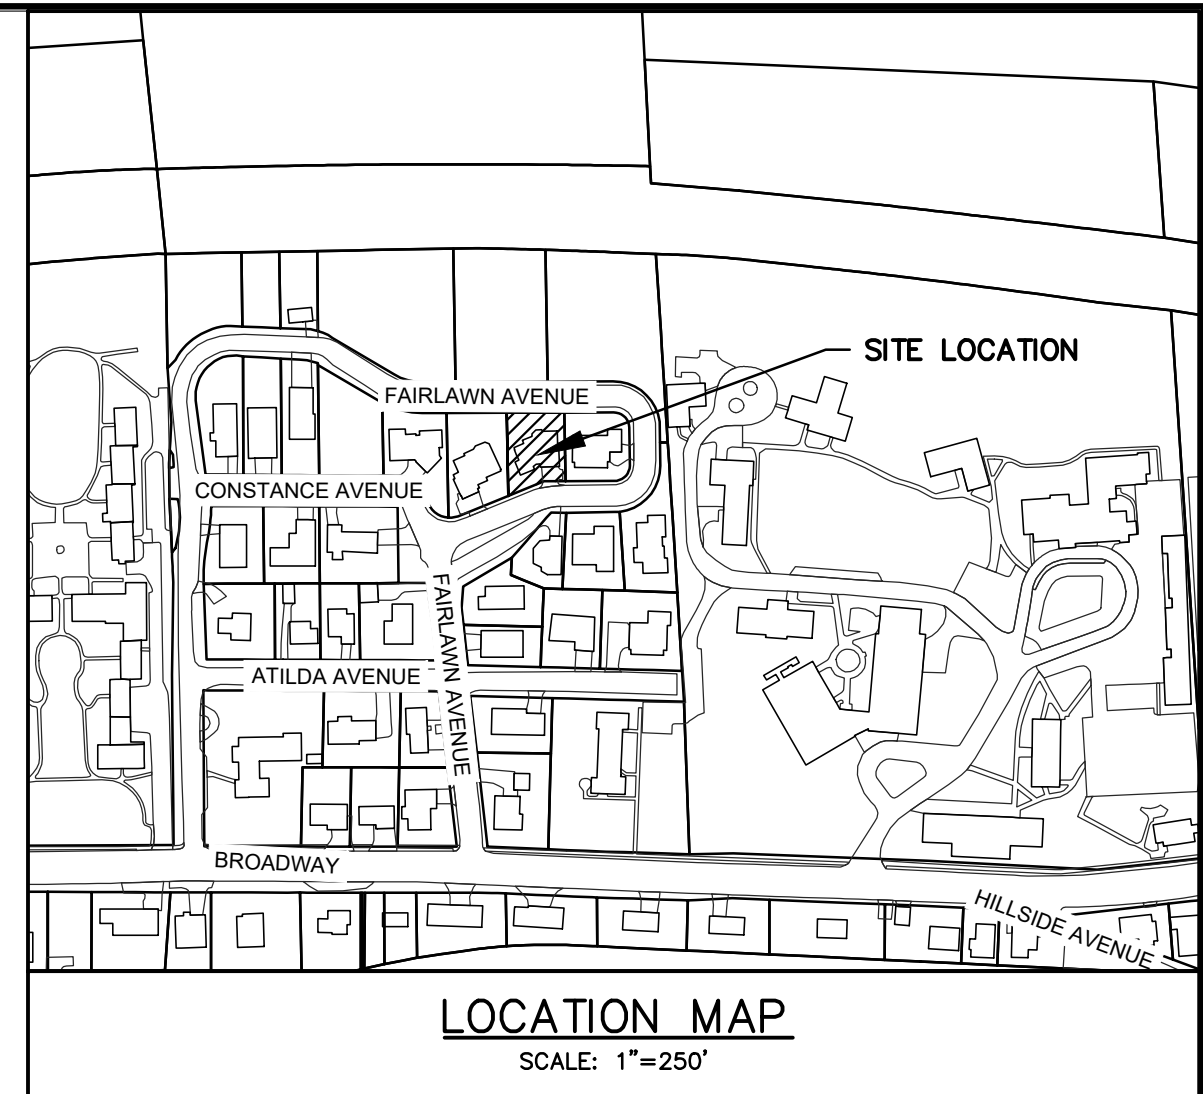 SITE LOCATION
FAIRLAWN AVENUE
CONSTANCE AVENUE
FAIRLAWN AVENUE
ATILDA AVENUE
BROADWAY
HILLSIDE AVENUE
LOCATION MAP
SCALE: 1"=250'